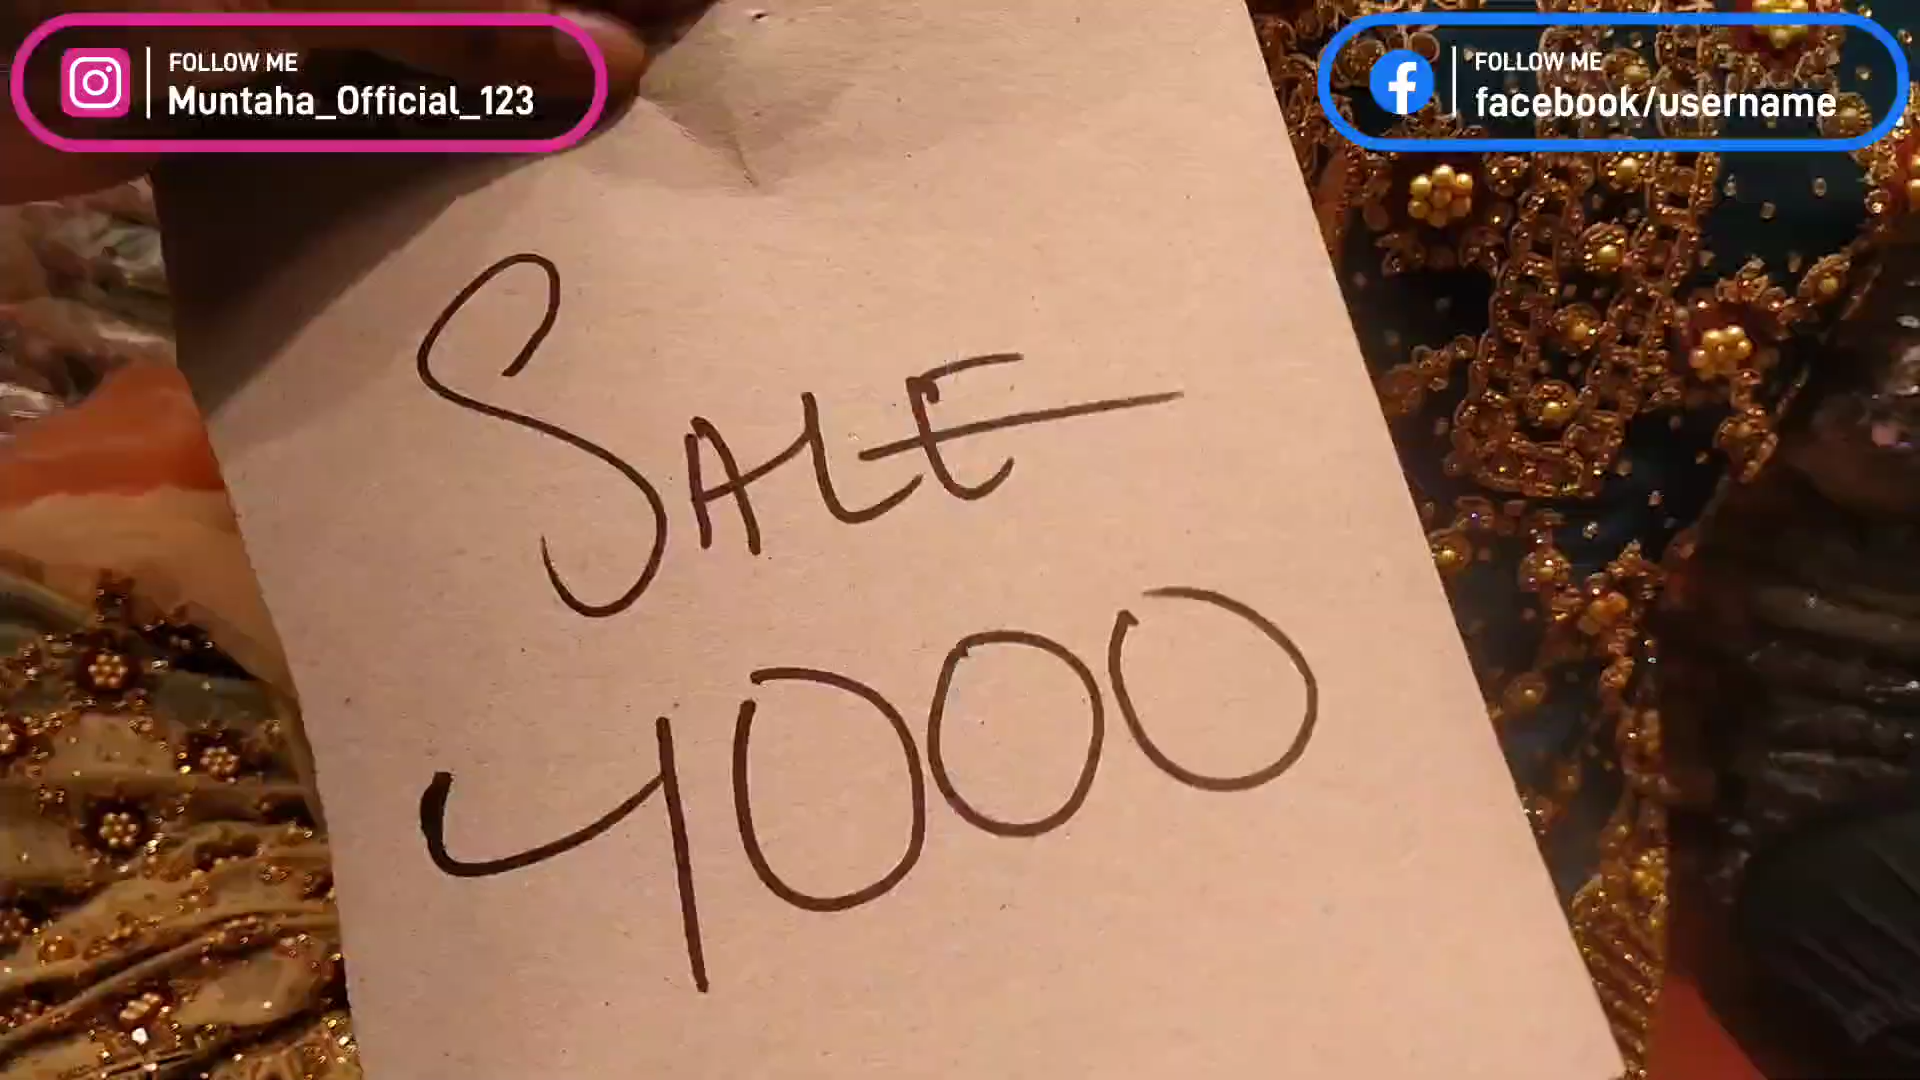 FOLLOW ME
Muntaha_Official_123
FOLLOW ME
facebook/username
SALE
4000